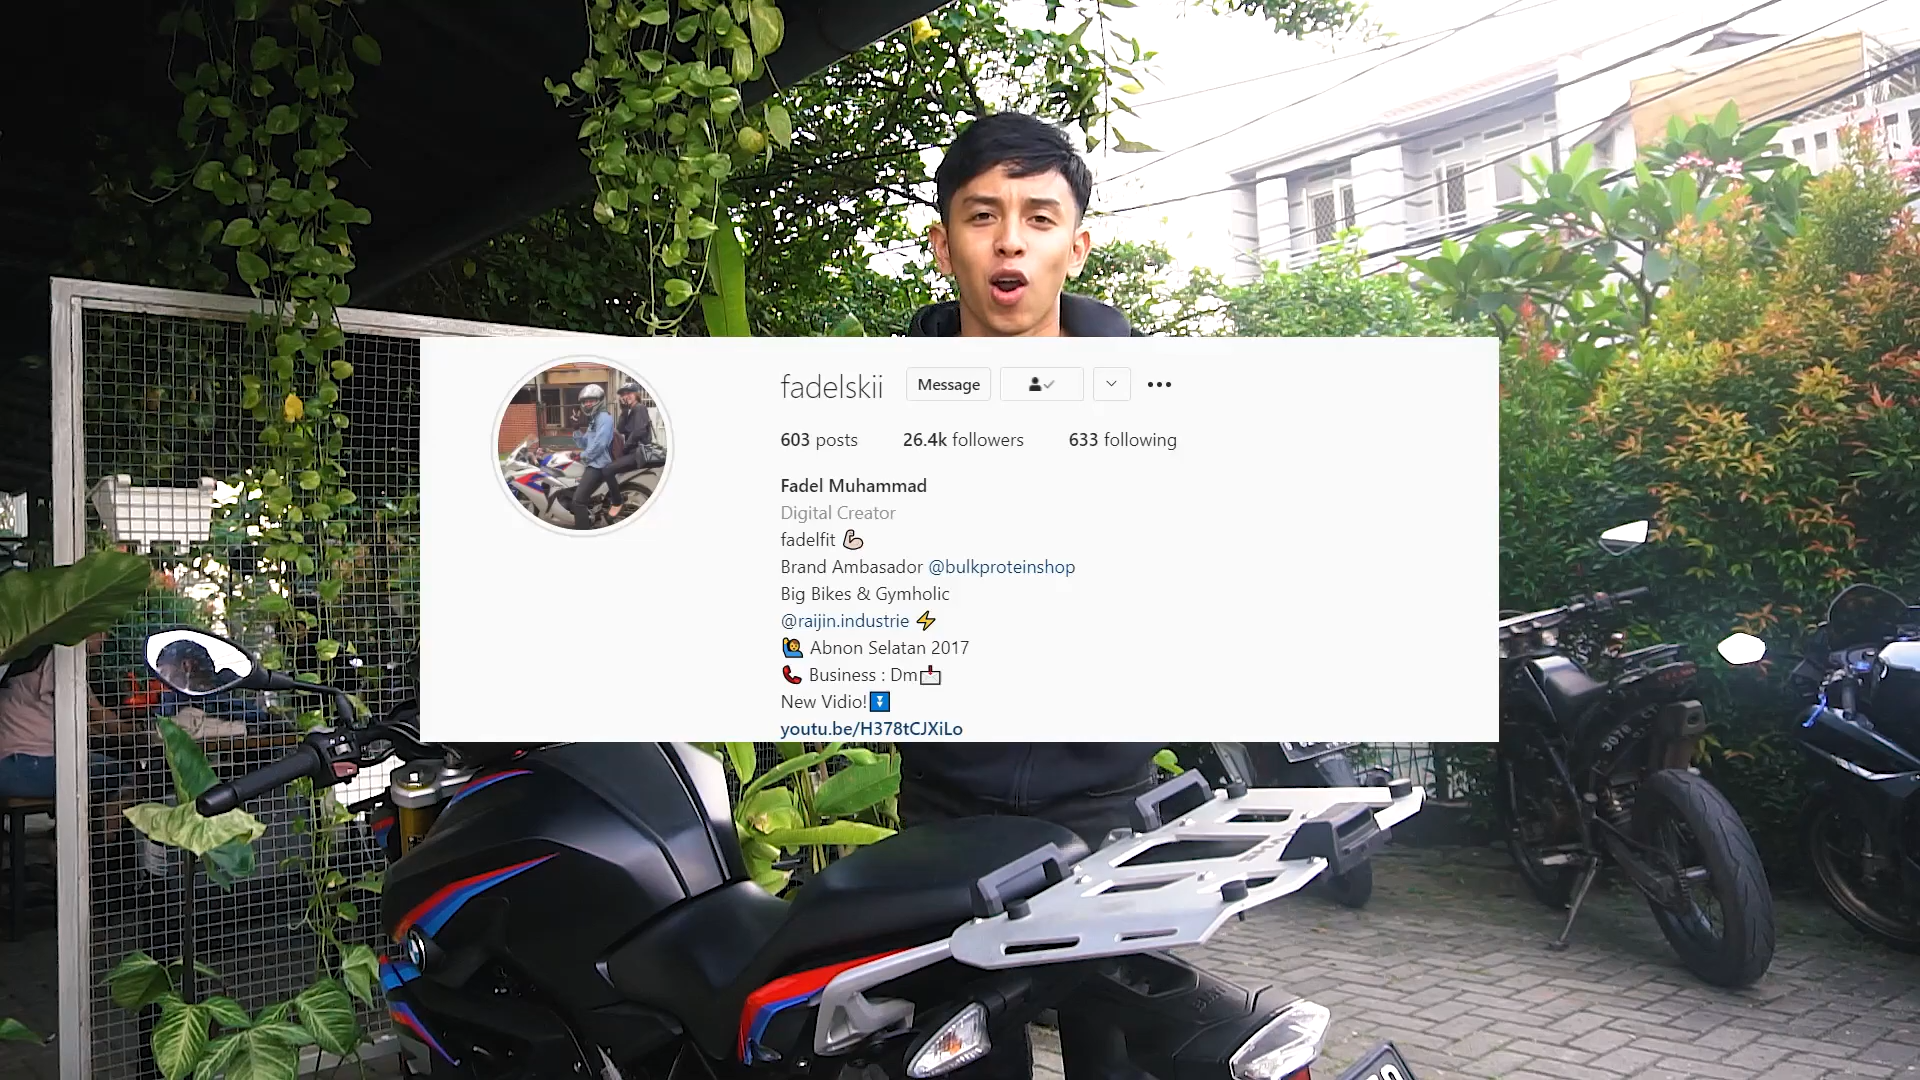 fadelskii Message
603 posts 26.4k followers 633 following
Fadel Muhammad
Digital Creator
fadelfit 💪🏻
Brand Ambasador @bulkproteinshop
Big Bikes & Gymholic
@raijin.industrie ⚡
🙋 Abnon Selatan 2017
📞 Business : Dm📩
New Vidio!⏬
youtu.be/H378tCJXiLo